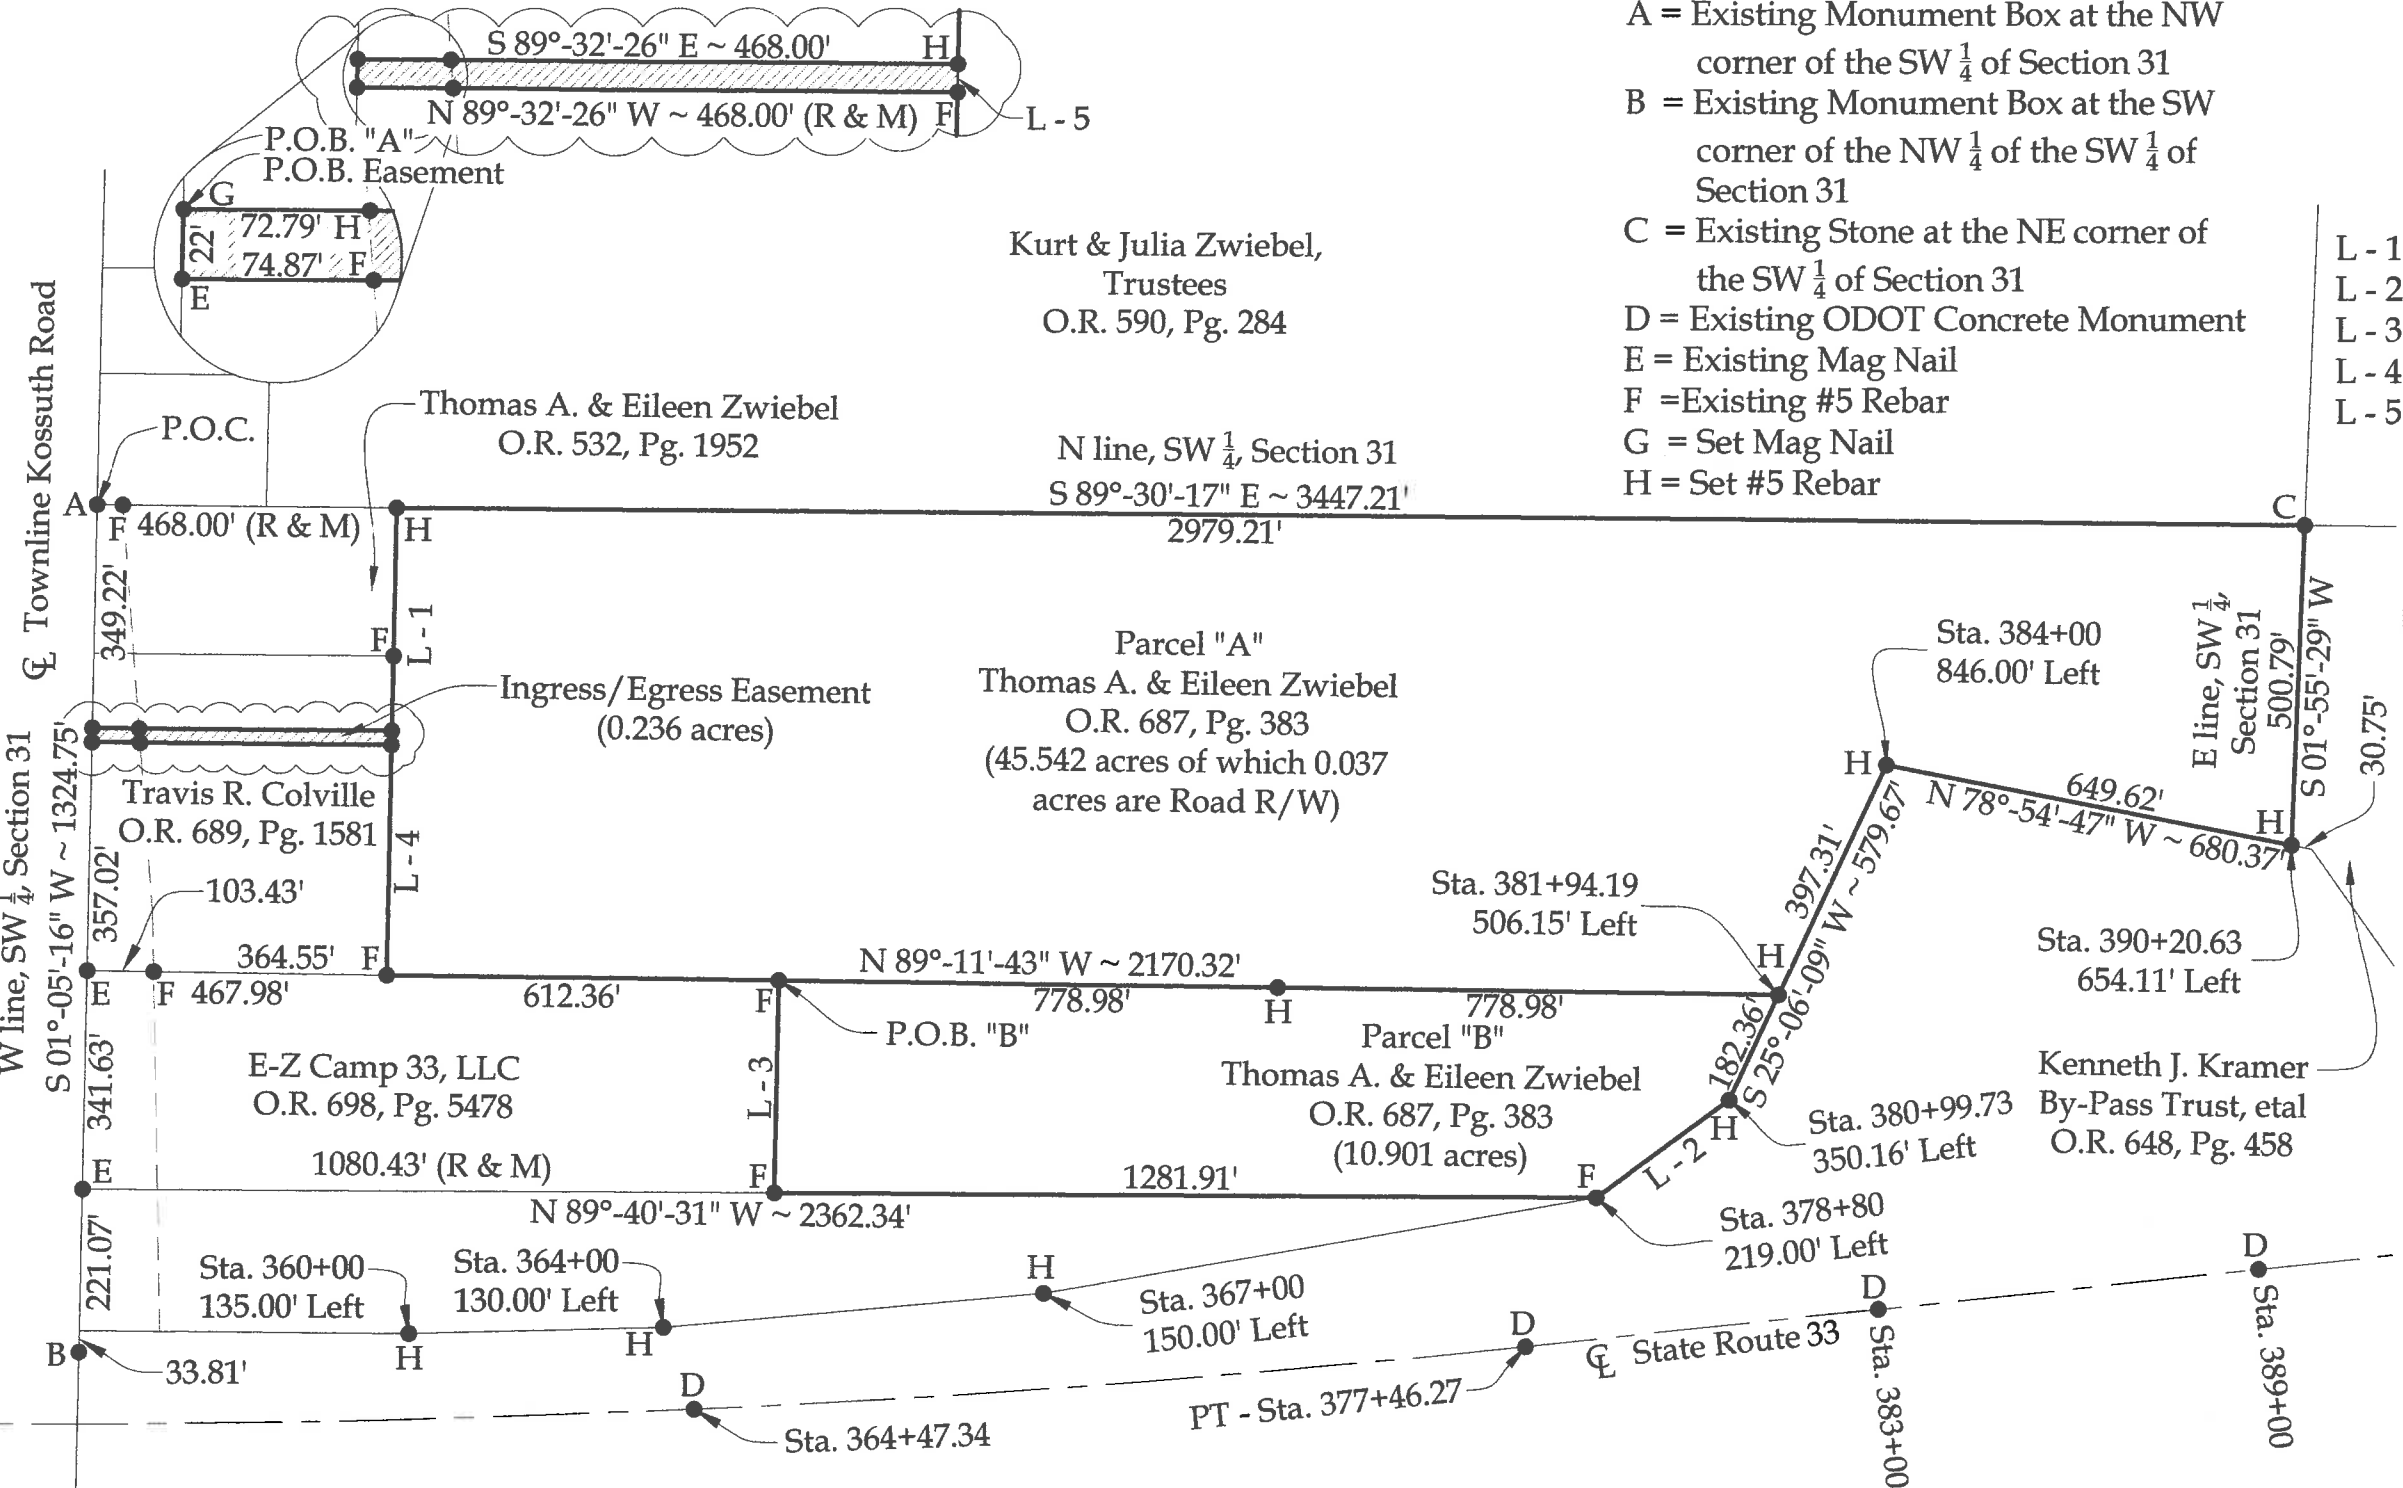 S 89°-32'-26" E ~ 468.00'
H
N 89°-32'-26" W ~ 468.00' (R & M)
F
L - 5
P.O.B. "A"
P.O.B. Easement
G
72.79' H
22'
74.87' F
E
A = Existing Monument Box at the NW
corner of the SW 1/4 of Section 31
B = Existing Monument Box at the SW
corner of the NW 1/4 of the SW 1/4 of
Section 31
C = Existing Stone at the NE corner of
the SW 1/4 of Section 31
D = Existing ODOT Concrete Monument
E = Existing Mag Nail
F =Existing #5 Rebar
G = Set Mag Nail
H = Set #5 Rebar
L - 1
L - 2
L - 3
L - 4
L - 5
Kurt & Julia Zwiebel,
Trustees
O.R. 590, Pg. 284
℄ Townline Kossuth Road
Thomas A. & Eileen Zwiebel
O.R. 532, Pg. 1952
P.O.C.
N line, SW 1/4, Section 31
S 89°-30'-17" E ~ 3447.21'
2979.21'
A
F
468.00' (R & M)
H
C
349.22'
F
L - 1
Ingress/Egress Easement
(0.236 acres)
Parcel "A"
Thomas A. & Eileen Zwiebel
O.R. 687, Pg. 383
(45.542 acres of which 0.037
acres are Road R/W)
Sta. 384+00
846.00' Left
H
E line, SW 1/4,
Section 31
500.79'
S 01°-55'-29" W
30.75'
649.62'
N 78°-54'-47" W ~ 680.37'
H
W line, SW 1/4, Section 31
S 01°-05'-16" W ~ 1324.75'
Travis R. Colville
O.R. 689, Pg. 1581
L - 4
357.02'
103.43'
364.55'
F
E
F
467.98'
612.36'
N 89°-11'-43" W ~ 2170.32'
F
778.98'
H
778.98'
P.O.B. "B"
Sta. 381+94.19
506.15' Left
H
397.31'
S 25°-06'-09" W ~ 579.67'
182.36'
Sta. 390+20.63
654.11' Left
Kenneth J. Kramer
By-Pass Trust, etal
O.R. 648, Pg. 458
341.63'
E-Z Camp 33, LLC
O.R. 698, Pg. 5478
L - 3
Parcel "B"
Thomas A. & Eileen Zwiebel
O.R. 687, Pg. 383
(10.901 acres)
H
Sta. 380+99.73
350.16' Left
L - 2
E
1080.43' (R & M)
F
1281.91'
F
N 89°-40'-31" W ~ 2362.34'
Sta. 378+80
219.00' Left
221.07'
Sta. 360+00
135.00' Left
H
Sta. 364+00
130.00' Left
H
H
Sta. 367+00
150.00' Left
B
33.81'
D
Sta. 364+47.34
D
PT - Sta. 377+46.27
℄ State Route 33
D
Sta. 383+00
D
Sta. 389+00